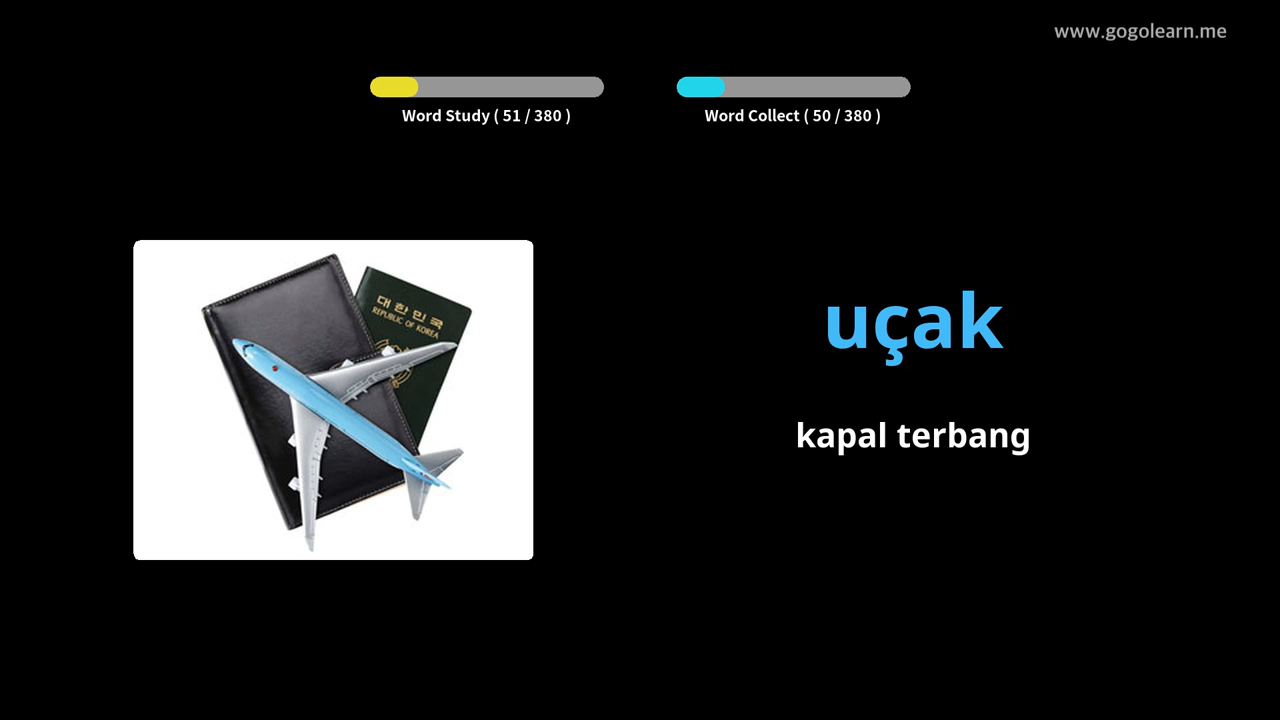 www.gogolearn.me
Word Study ( 51 / 380 )
Word Collect ( 50 / 380 )
대한민국
REPUBLIC OF KOREA
uçak
kapal terbang